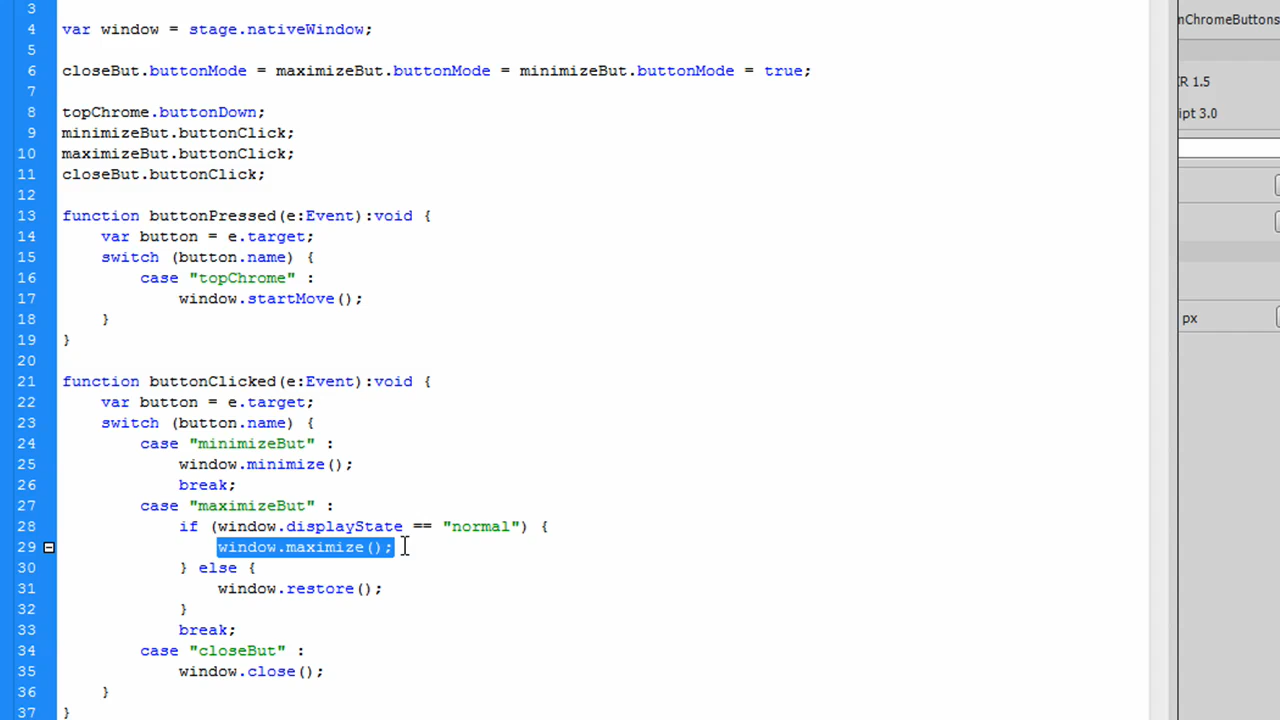 3
4 var window = stage.nativeWindow;
5
6 closeBut.buttonMode = maximizeBut.buttonMode = minimizeBut.buttonMode = true;
7
8 topChrome.buttonDown;
9 minimizeBut.buttonClick;
10 maximizeBut.buttonClick;
11 closeBut.buttonClick;
12
13 function buttonPressed(e:Event):void {
14 var button = e.target;
15 switch (button.name) {
16 case "topChrome" :
17 window.startMove();
18 }
19 }
20
21 function buttonClicked(e:Event):void {
22 var button = e.target;
23 switch (button.name) {
24 case "minimizeBut" :
25 window.minimize();
26 break;
27 case "maximizeBut" :
28 if (window.displayState == "normal") {
29 window.maximize();
30 } else {
31 window.restore();
32 }
33 break;
34 case "closeBut" :
35 window.close();
36 }
37 }
mChromeButtons
R 1.5
ipt 3.0
px